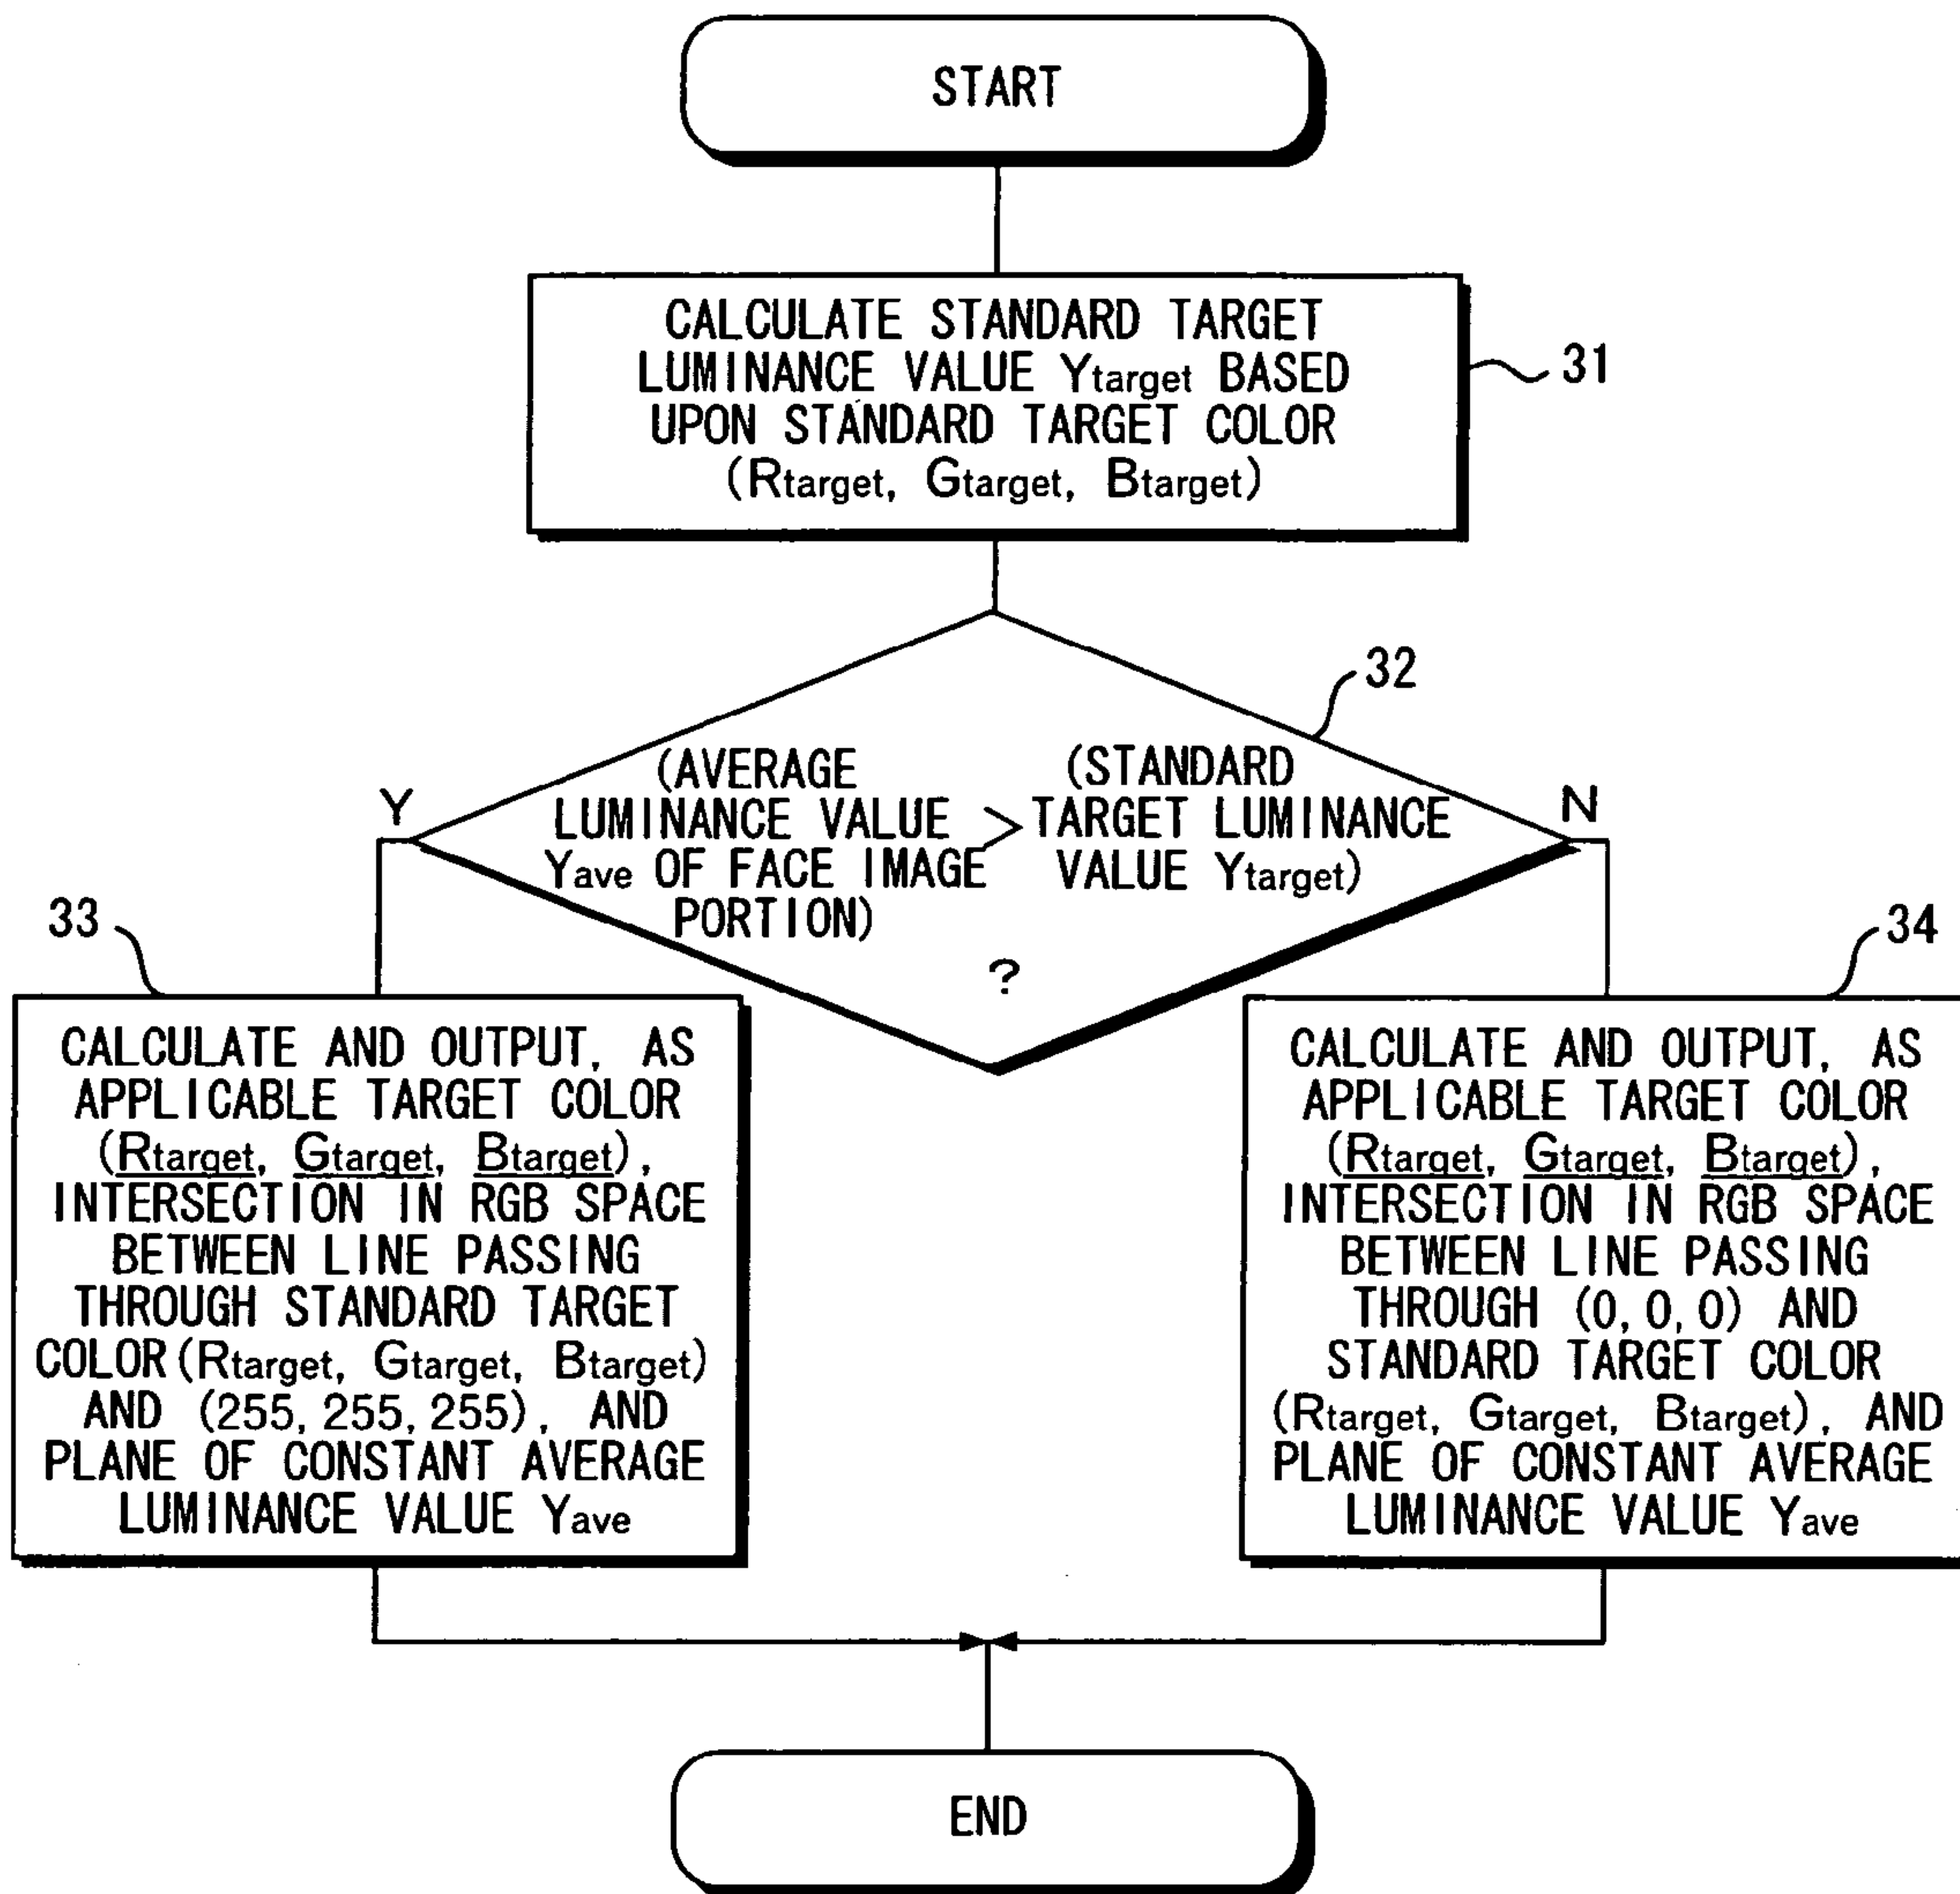 START
CALCULATE STANDARD TARGET
LUMINANCE VALUE Ytarget BASED
UPON STANDARD TARGET COLOR
(Rtarget, Gtarget, Btarget)
31
32
(AVERAGE
LUMINANCE VALUE
Yave OF FACE IMAGE
PORTION)
>
(STANDARD
TARGET LUMINANCE
VALUE Ytarget)
?
Y
N
33
CALCULATE AND OUTPUT, AS
APPLICABLE TARGET COLOR
(Rtarget, Gtarget, Btarget),
INTERSECTION IN RGB SPACE
BETWEEN LINE PASSING
THROUGH STANDARD TARGET
COLOR(Rtarget, Gtarget, Btarget)
AND (255, 255, 255), AND
PLANE OF CONSTANT AVERAGE
LUMINANCE VALUE Yave
34
CALCULATE AND OUTPUT, AS
APPLICABLE TARGET COLOR
(Rtarget, Gtarget, Btarget),
INTERSECTION IN RGB SPACE
BETWEEN LINE PASSING
THROUGH (0, 0, 0) AND
STANDARD TARGET COLOR
(Rtarget, Gtarget, Btarget), AND
PLANE OF CONSTANT AVERAGE
LUMINANCE VALUE Yave
END